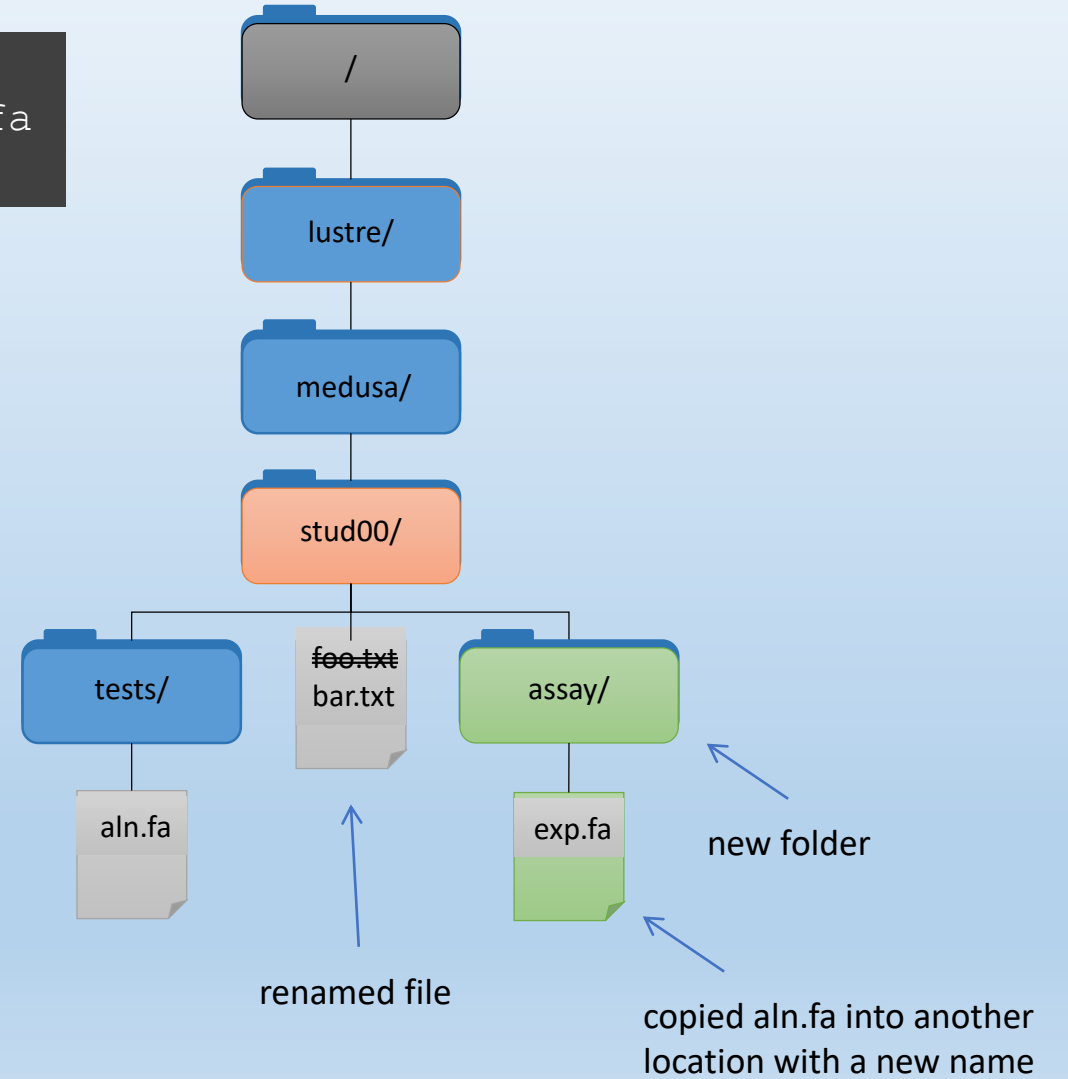 fa
/
lustre/
medusa/
stud00/
tests/
foo.txt
bar.txt
assay/
aln.fa
exp.fa
new folder
renamed file
copied aln.fa into another
location with a new name